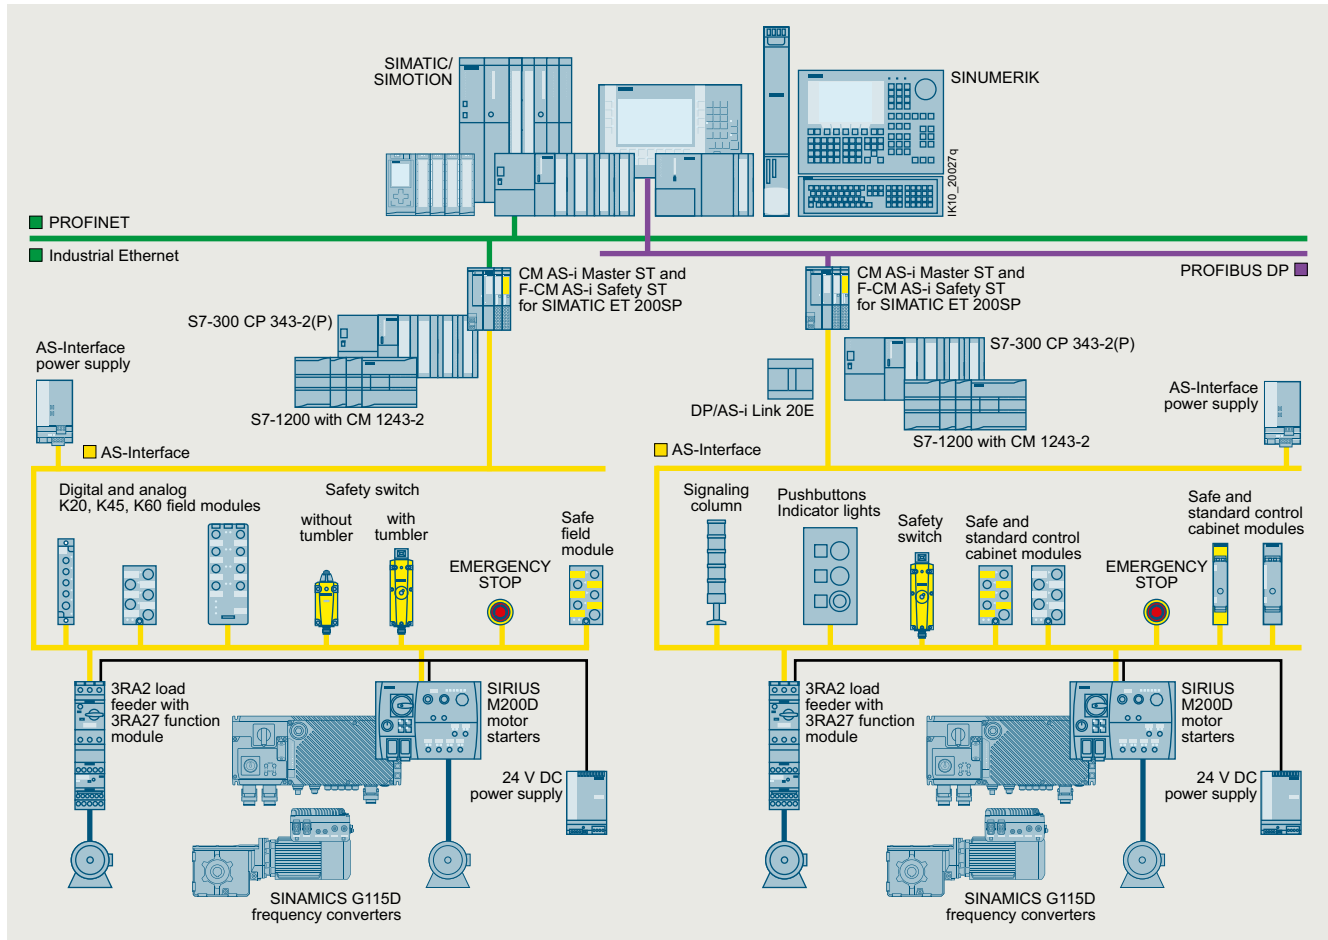 SIMATIC/
SIMOTION
SINUMERIK
IK10_20027q
PROFINET
Industrial Ethernet
PROFIBUS DP
CM AS-i Master ST and
F-CM AS-i Safety ST
for SIMATIC ET 200SP
S7-300 CP 343-2(P)
S7-1200 with CM 1243-2
AS-Interface
power supply
AS-Interface
CM AS-i Master ST and
F-CM AS-i Safety ST
for SIMATIC ET 200SP
S7-300 CP 343-2(P)
DP/AS-i Link 20E
S7-1200 with CM 1243-2
AS-Interface
power supply
AS-Interface
Digital and analog
K20, K45, K60 field modules
Safety switch
without
tumbler
with
tumbler
EMERGENCY
STOP
Safe
field
module
Signaling
column
Pushbuttons
Indicator lights
Safety
switch
Safe and
standard control
cabinet modules
EMERGENCY
STOP
Safe and
standard control
cabinet modules
3RA2 load
feeder with
3RA27 function
module
SIRIUS
M200D
motor
starters
24 V DC
power supply
SINAMICS G115D
frequency converters
3RA2 load
feeder with
3RA27 function
module
SIRIUS
M200D
motor
starters
24 V DC
power supply
SINAMICS G115D
frequency converters